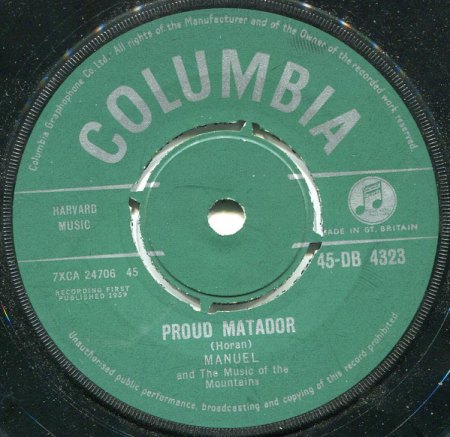 All rights of the Manufacturer and of the Owner of the recorded work reserved.
Columbia Graphophone Co. Ltd.
COLUMBIA
HARVARD
MUSIC
MADE IN GT. BRITAIN
7XCA 24706 45
45-DB 4323
RECORDING FIRST
PUBLISHED 1959
PROUD MATADOR
(Horan)
MANUEL
and The Music of the
Mountains
Unauthorised public performance, broadcasting and copying of this record prohibited.